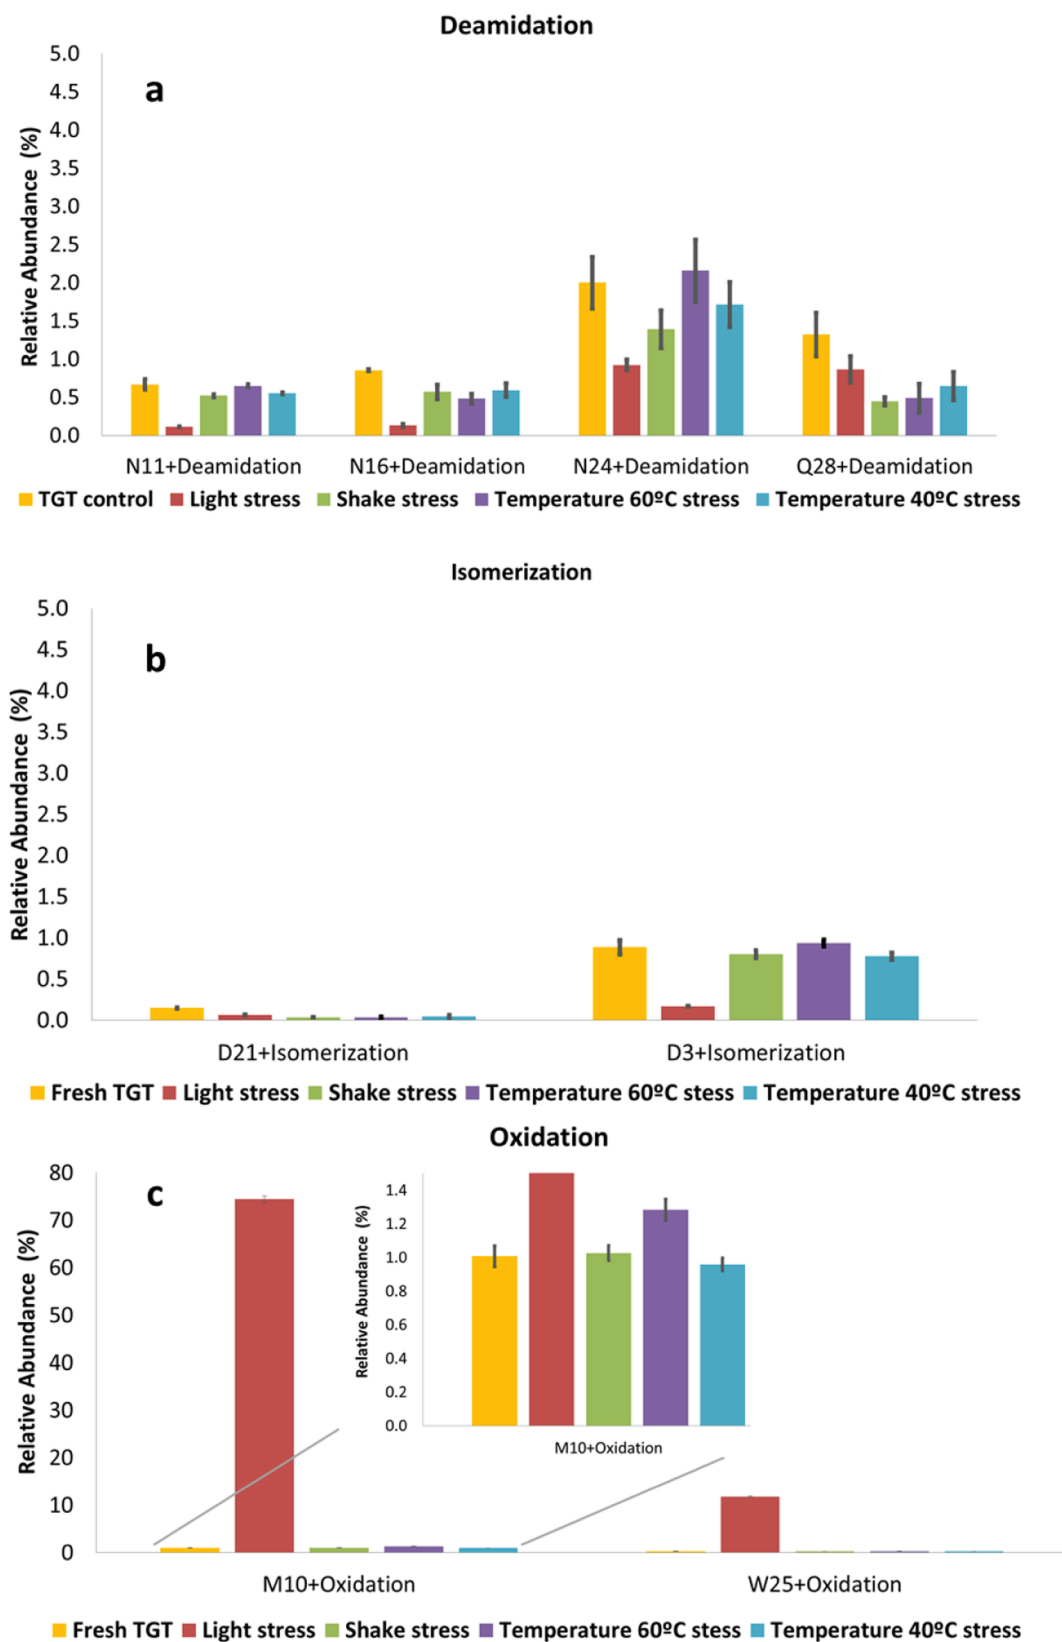 Deamidation
a
Relative Abundance (%)
5.0
4.5
4.0
3.5
3.0
2.5
2.0
1.5
1.0
0.5
0.0
N11+Deamidation N16+Deamidation N24+Deamidation Q28+Deamidation
TGT control Light stress Shake stress Temperature 60ºC stress Temperature 40ºC stress
Isomerization
b
Relative Abundance (%)
5.0
4.5
4.0
3.5
3.0
2.5
2.0
1.5
1.0
0.5
0.0
D21+Isomerization D3+Isomerization
Fresh TGT Light stress Shake stress Temperature 60ºC stess Temperature 40ºC stress
Oxidation
c
Relative Abundance (%)
80
70
60
50
40
30
20
10
0
Relative Abundance (%)
1.4
1.2
1.0
0.8
0.6
0.4
0.2
0.0
M10+Oxidation
M10+Oxidation W25+Oxidation
Fresh TGT Light stress Shake stress Temperature 60ºC stess Temperature 40ºC stress